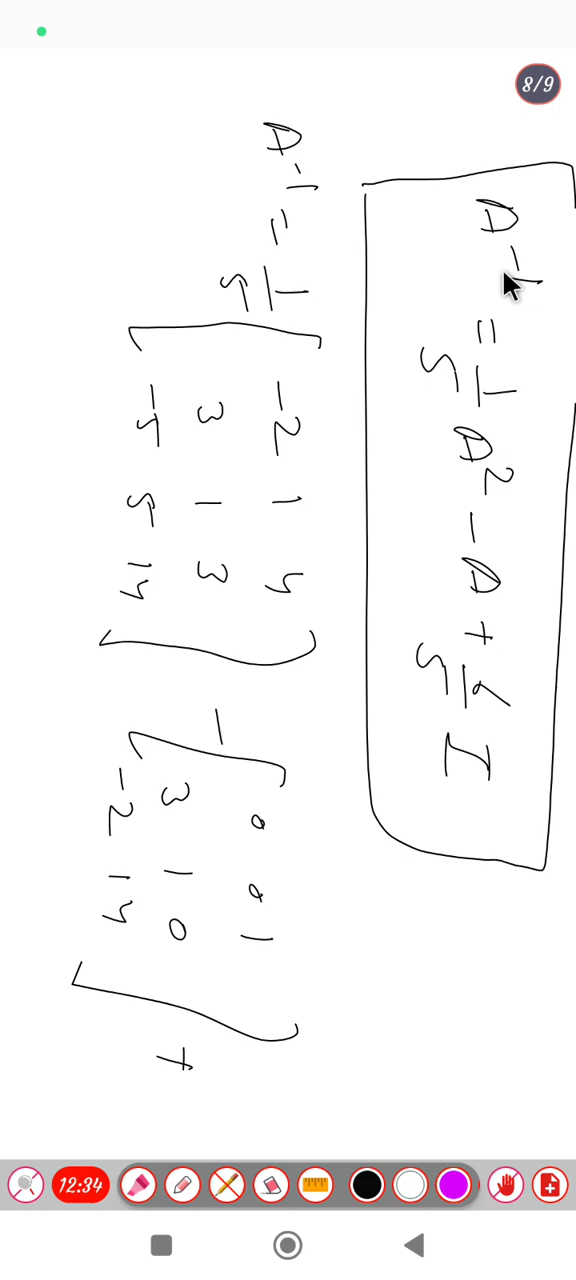 8/9
A⁻¹ = 1/5 A² - A + 6/5 I
A⁻¹ = 1/5 [ -2 1 4 ] - [ 0 0 1 ] +
3 1 3 3 1 0
-5 5 14 -2 1 4
12:34